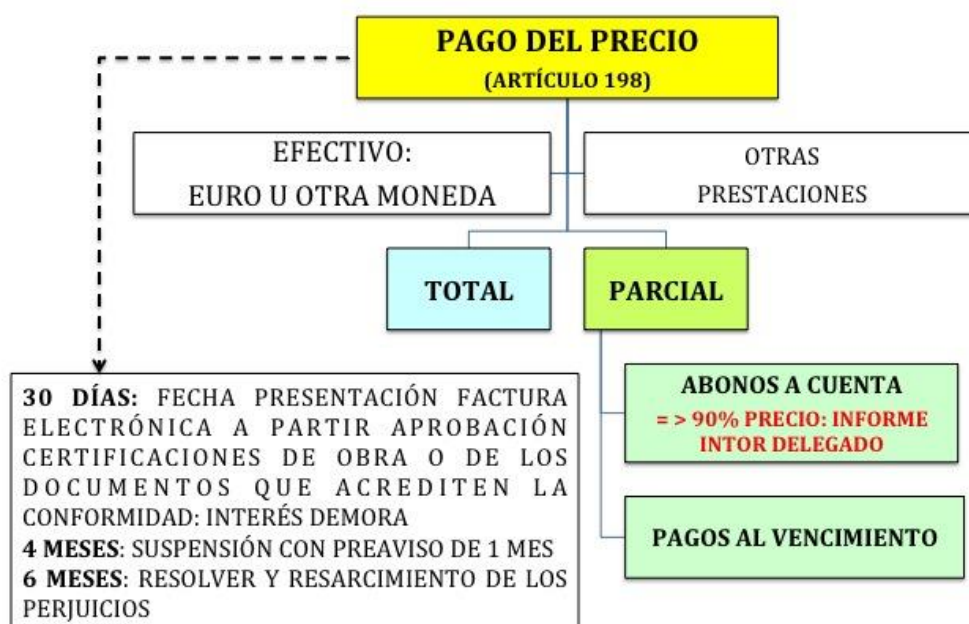 PAGO DEL PRECIO
(ARTÍCULO 198)
EFECTIVO:
EURO U OTRA MONEDA
OTRAS
PRESTACIONES
TOTAL
PARCIAL
30 DÍAS: FECHA PRESENTACIÓN FACTURA
ELECTRÓNICA A PARTIR APROBACIÓN
CERTIFICACIONES DE OBRA O DE LOS
DOCUMENTOS QUE ACREDITEN LA
CONFORMIDAD: INTERÉS DEMORA
4 MESES: SUSPENSIÓN CON PREAVISO DE 1 MES
6 MESES: RESOLVER Y RESARCIMIENTO DE LOS
PERJUICIOS
ABONOS A CUENTA
= > 90% PRECIO: INFORME
INTOR DELEGADO
PAGOS AL VENCIMIENTO